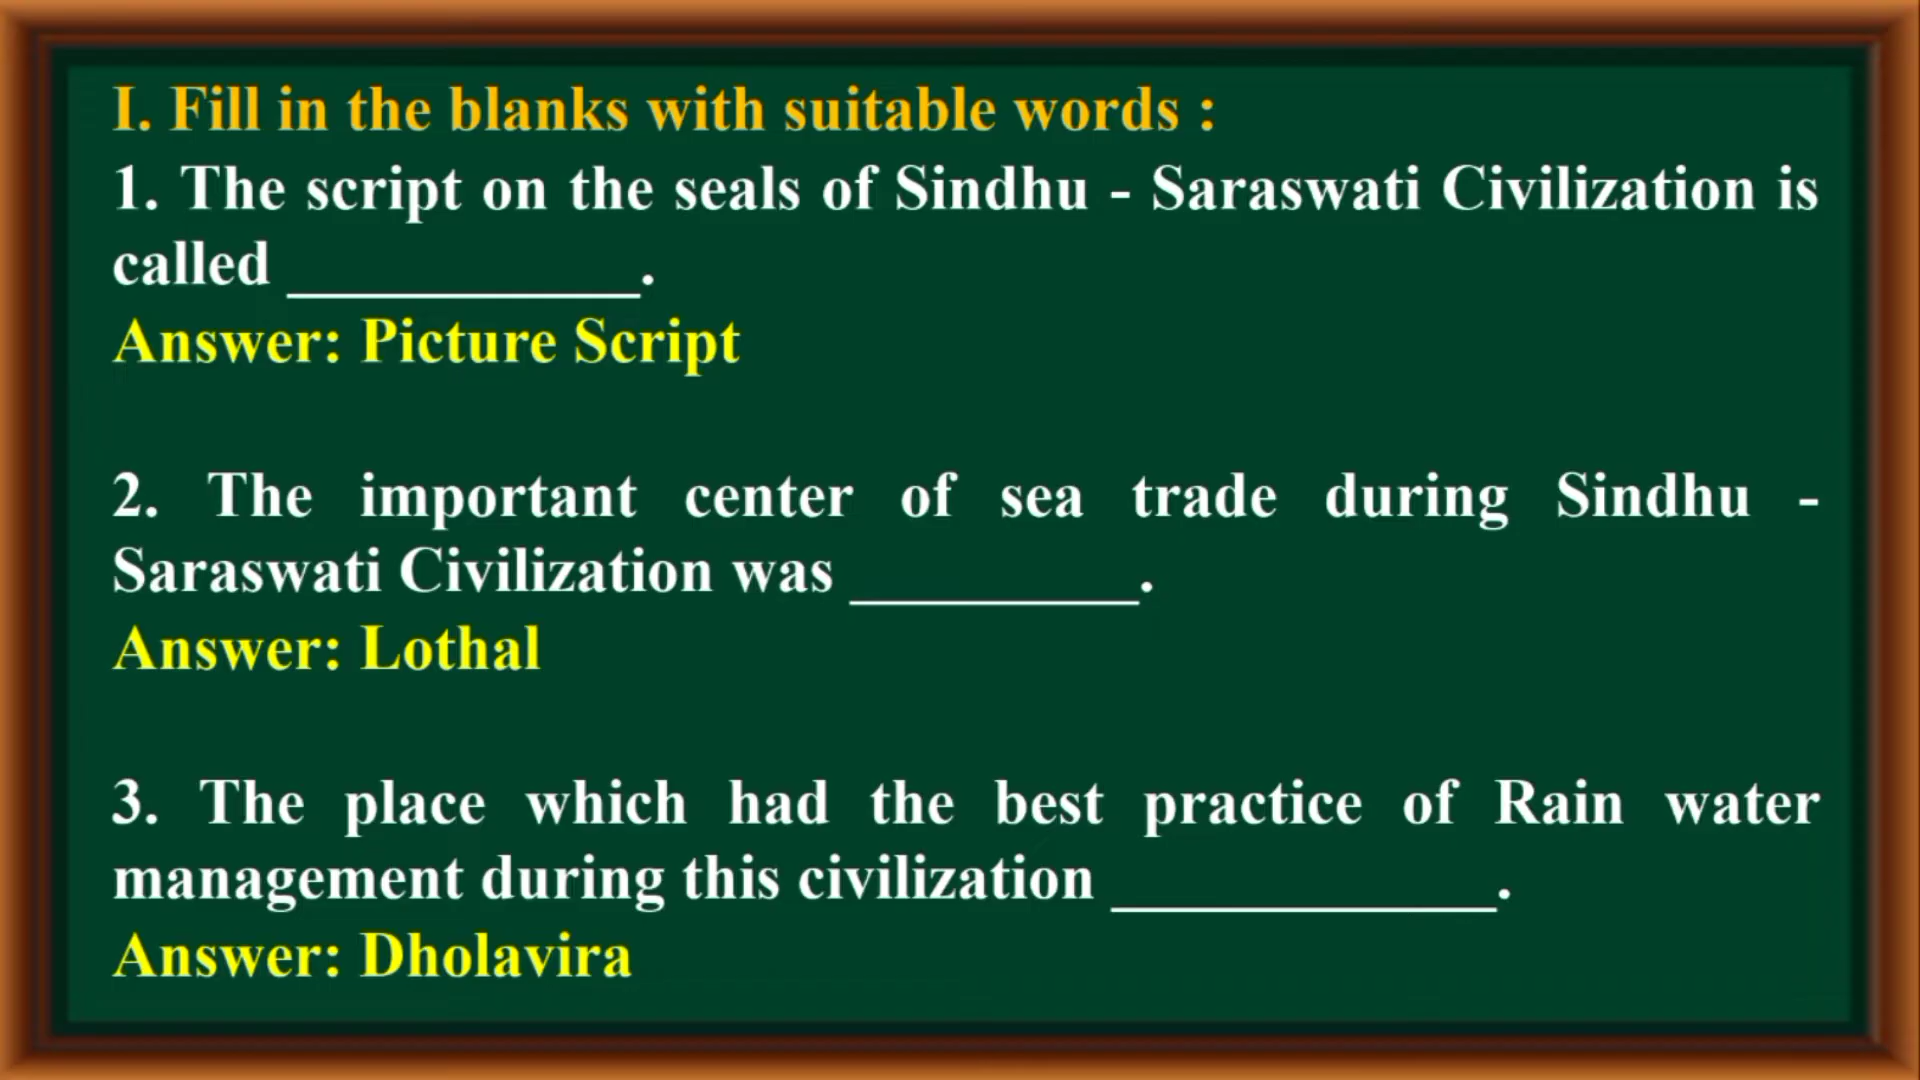 I. Fill in the blanks with suitable words :
1. The script on the seals of Sindhu - Saraswati Civilization is
called ___________.
Answer: Picture Script
2. The important center of sea trade during Sindhu -
Saraswati Civilization was _________.
Answer: Lothal
3. The place which had the best practice of Rain water
management during this civilization ____________.
Answer: Dholavira